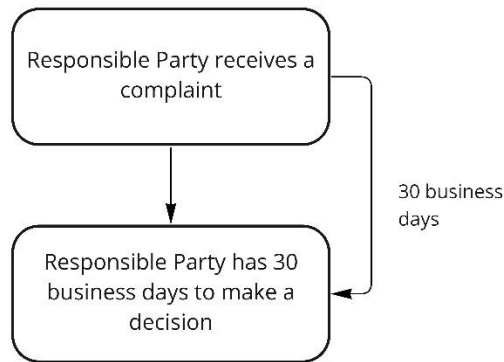 Responsible Party receives a
complaint
30 business
days
Responsible Party has 30
business days to make a
decision